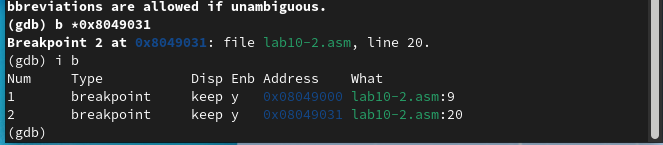 bbreviations are allowed if unambiguous.
(gdb) b *0x8049031
Breakpoint 2 at 0x8049031: file lab10-2.asm, line 20.
(gdb) i b
Num     Type           Disp Enb Address    What
1       breakpoint     keep y   0x08049000 lab10-2.asm:9
2       breakpoint     keep y   0x08049031 lab10-2.asm:20
(gdb)